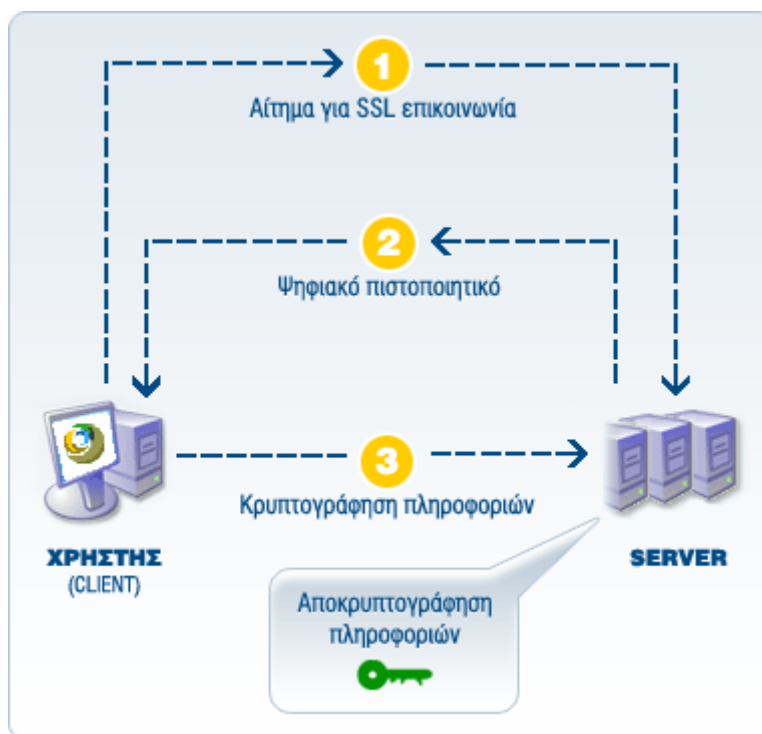 1
Αίτημα για SSL επικοινωνία
2
Ψηφιακό πιστοποιητικό
3
Κρυπτογράφηση πληροφοριών
ΧΡΗΣΤΗΣ
(CLIENT)
SERVER
Αποκρυπτογράφηση
πληροφοριών